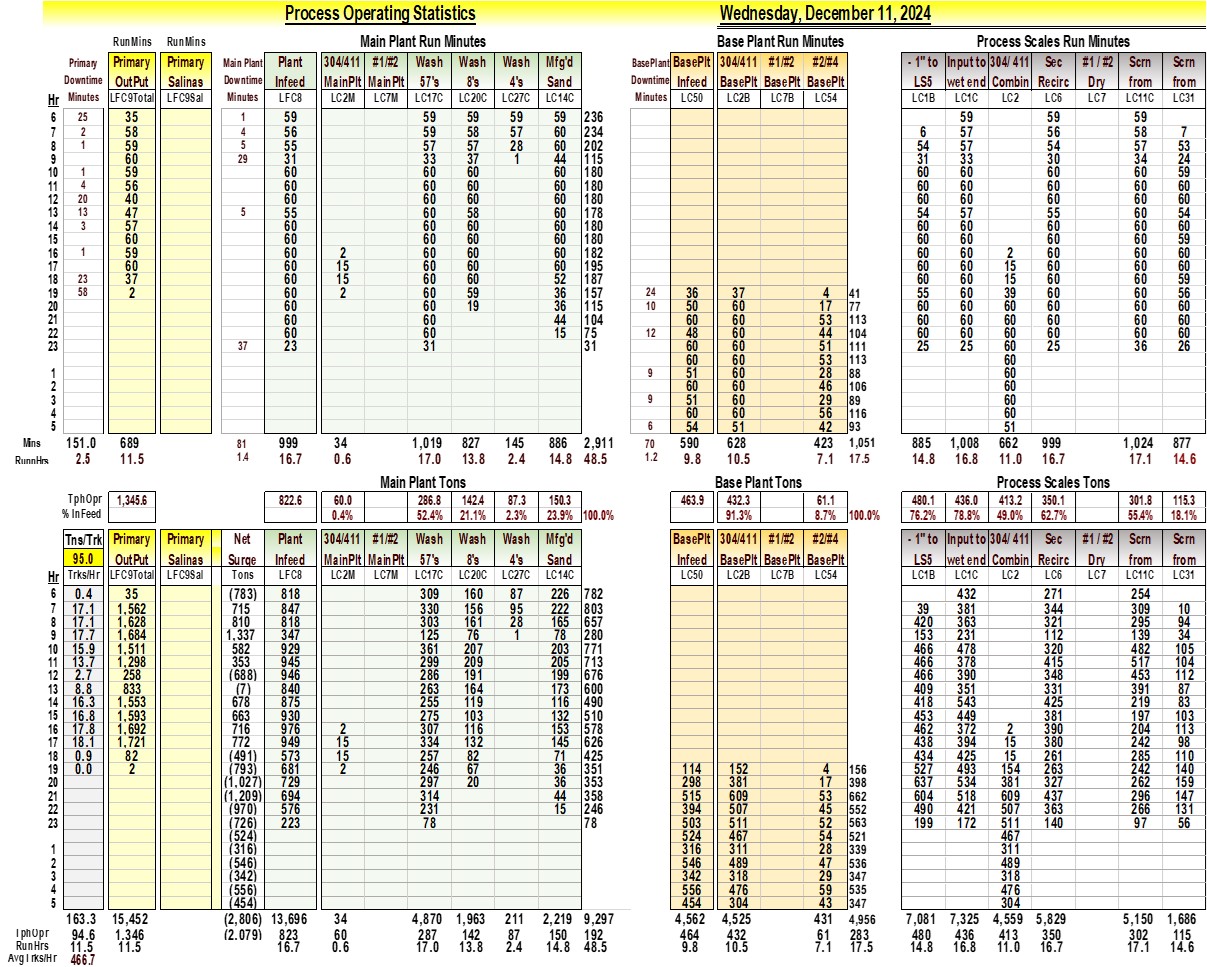 Process Operating Statistics Wednesday, December 11, 2024
RunMins RunMins Main Plant Run Minutes Base Plant Run Minutes Process Scales Run Minutes
Primary Primary Primary Main Plant Plant 304/411 #1/#2 Wash Wash Wash Mfg'd BasePlant BasePlt 304/411 #1/#2 #2/#4 - 1" to Input to 304/ 411 Sec #1 / #2 Scrn Scrn
Downtime OutPut Salinas Downtime Infeed MainPlt MainPlt 57's 8's 4's Sand Downtime Infeed BasePlt BasePlt BasePlt LS5 wet end Combin Recirc Dry from from
Hr Minutes LFC9Total LFC9Sal Minutes LFC8 LC2M LC7M LC17C LC20C LC27C LC14C Minutes LC50 LC2B LC7B LC54 LC1B LC1C LC2 LC6 LC7 LC11C LC31
6 25 35 1 59 59 59 59 59 236 59 59 59
7 2 58 4 56 59 58 57 60 234 6 57 56 58 7
8 1 59 5 55 57 57 28 60 202 54 57 54 57 53
9 60 29 31 33 37 1 44 115 31 33 30 34 24
10 1 59 60 60 60 60 180 60 60 60 60 59
11 4 56 60 60 60 60 180 60 60 60 60 59
12 20 40 60 60 60 60 180 60 60 60 60 60
13 13 47 5 55 60 58 60 178 54 57 55 60 54
14 3 57 60 60 60 60 180 60 60 60 60 60
15 60 60 60 60 60 180 60 60 60 60 59
16 1 59 60 2 60 60 60 182 60 60 2 60 60 59
17 60 60 15 60 60 60 195 60 60 15 60 60 60
18 23 37 60 15 60 60 52 187 60 60 15 60 60 59
19 58 2 60 2 60 59 36 157 24 36 37 4 41 55 60 39 60 60 56
20 60 60 19 36 115 10 50 60 17 77 60 60 60 60 60 60
21 60 60 44 104 60 60 53 113 60 60 60 60 60 60
22 60 60 15 75 12 48 60 44 104 60 60 60 60 60 60
23 37 23 31 31 60 60 51 111 25 25 60 25 36 26
60 60 53 113 60
1 9 51 60 28 88 60
2 60 60 46 106 60
3 9 51 60 29 89 60
4 60 60 56 116 60
5 6 54 51 42 93 51
Mins 151.0 689 81 999 34 1,019 827 145 886 2,911 70 590 628 423 1,051 885 1,008 662 999 1,024 877
RunnHrs 2.5 11.5 1.4 16.7 0.6 17.0 13.8 2.4 14.8 48.5 1.2 9.8 10.5 7.1 17.5 14.8 16.8 11.0 16.7 17.1 14.6
Main Plant Tons Base Plant Tons Process Scales Tons
TphOpr 1,345.6 822.6 60.0 286.8 142.4 87.3 150.3 463.9 432.3 61.1 480.1 436.0 413.2 350.1 301.8 115.3
% InFeed 0.4% 52.4% 21.1% 2.3% 23.9% 100.0% 91.3% 8.7% 100.0% 76.2% 78.8% 49.0% 62.7% 55.4% 18.1%
Tns/Trk Primary Primary Net Plant 304/411 #1/#2 Wash Wash Wash Mfg'd BasePlt 304/411 #1/#2 #2/#4 - 1" to Input to 304/ 411 Sec #1 / #2 Scrn Scrn
95.0 OutPut Salinas Surge Infeed MainPlt MainPlt 57's 8's 4's Sand Infeed BasePlt BasePlt BasePlt LS5 wet end Combin Recirc Dry from from
Hr Trks/Hr LFC9Total LFC9Sal Tons LFC8 LC2M LC7M LC17C LC20C LC27C LC14C LC50 LC2B LC7B LC54 LC1B LC1C LC2 LC6 LC7 LC11C LC31
6 0.4 35 (783) 818 309 160 87 226 782 432 271 254
7 17.1 1,562 715 847 330 156 95 222 803 39 381 344 309 10
8 17.1 1,628 810 818 303 161 28 165 657 420 363 321 295 94
9 17.7 1,684 1,337 347 125 76 1 78 280 153 231 112 139 34
10 15.9 1,511 582 929 361 207 203 771 466 478 320 482 105
11 13.7 1,298 353 945 299 209 205 713 466 378 415 517 104
12 2.7 258 (688) 946 286 191 199 676 466 390 348 453 112
13 8.8 833 (7) 840 263 164 173 600 409 351 331 391 87
14 16.3 1,553 678 875 255 119 116 490 418 543 425 219 83
15 16.8 1,593 663 930 275 103 132 510 453 449 381 197 103
16 17.8 1,692 716 976 2 307 116 153 578 462 372 2 390 204 113
17 18.1 1,721 772 949 15 334 132 145 626 438 394 15 380 242 98
18 0.9 82 (491) 573 15 257 82 71 425 434 425 15 261 285 110
19 0.0 2 (793) 681 2 246 67 36 351 114 152 4 156 527 493 154 263 242 140
20 (1,027) 729 297 20 36 353 298 381 17 398 637 534 381 327 262 159
21 (1,209) 694 314 44 358 515 609 53 662 604 518 609 437 296 147
22 (970) 576 231 15 246 394 507 45 552 490 421 507 363 266 131
23 (726) 223 78 78 503 511 52 563 199 172 511 140 97 56
(524) 524 467 54 521 467
1 (316) 316 311 28 339 311
2 (546) 546 489 47 536 489
3 (342) 342 318 29 347 318
4 (556) 556 476 59 535 476
5 (454) 454 304 43 347 304
163.3 15,452 (2,806) 13,696 34 4,870 1,963 211 2,219 9,297 4,562 4,525 431 4,956 7,081 7,325 4,559 5,829 5,150 1,686
TphOpr 94.6 1,346 (2,079) 823 60 287 142 87 150 192 464 432 61 283 480 436 413 350 302 115
RunHrs 11.5 11.5 16.7 0.6 17.0 13.8 2.4 14.8 48.5 9.8 10.5 7.1 17.5 14.8 16.8 11.0 16.7 17.1 14.6
AvgTrks/Hr 466.7